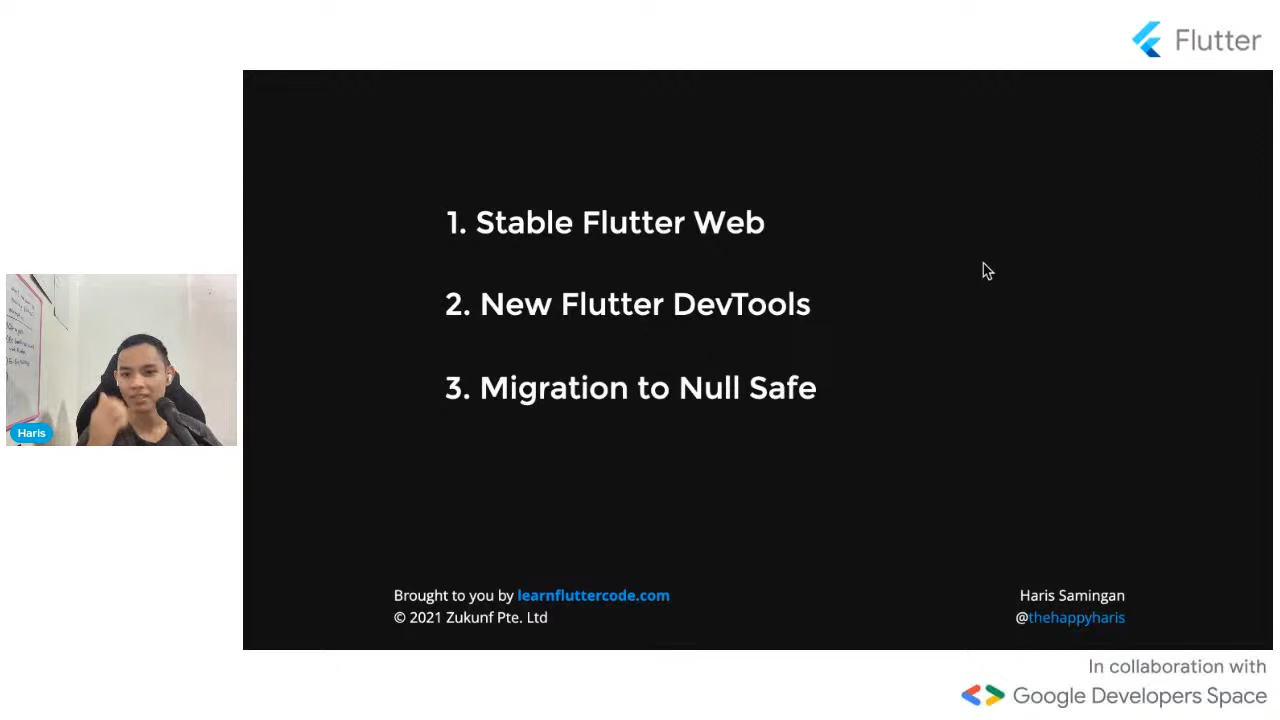 Flutter
1. Stable Flutter Web
2. New Flutter DevTools
3. Migration to Null Safe
Haris
Brought to you by learnfluttercode.com
© 2021 Zukunf Pte. Ltd
Haris Samingan
@thehappyharis
In collaboration with
Google Developers Space